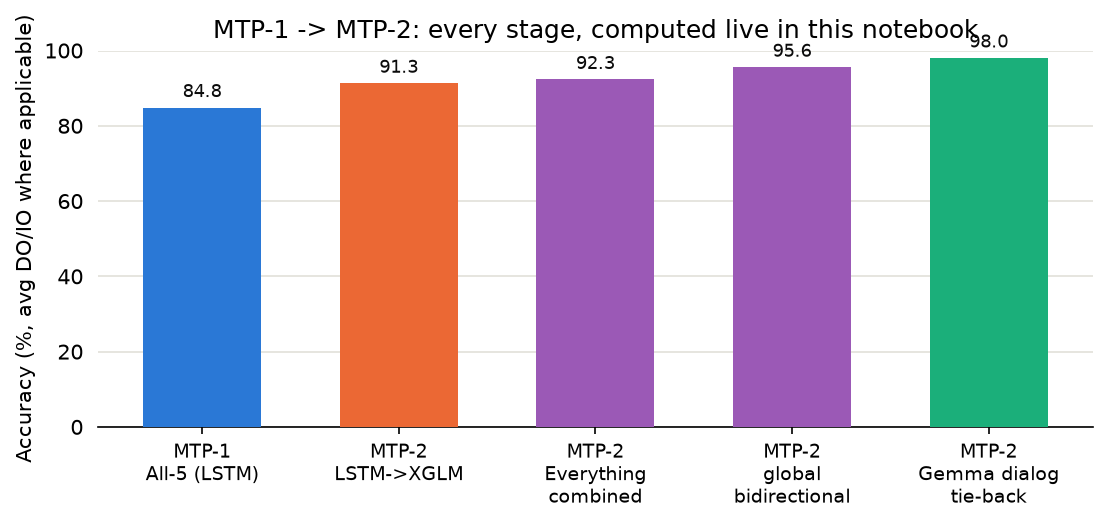 MTP-1 -> MTP-2: every stage, computed live in this notebook
Accuracy (%, avg DO/IO where applicable)
100
80
60
40
20
0
84.8
91.3
92.3
95.6
98.0
MTP-1
All-5 (LSTM)
MTP-2
LSTM->XGLM
MTP-2
Everything
combined
MTP-2
global
bidirectional
MTP-2
Gemma dialog
tie-back